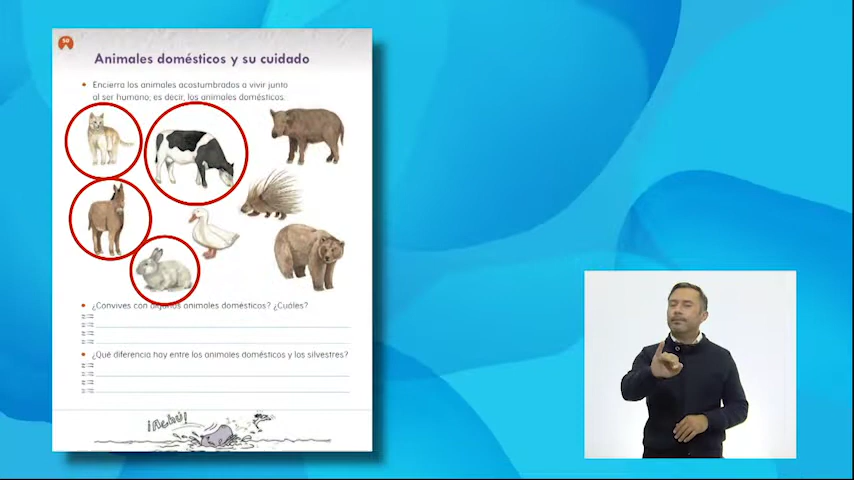 50
Animales domésticos y su cuidado
Encierra los animales acostumbrados a vivir junto
al ser humano; es decir, los animales domésticos.
¿Convives con algunos animales domésticos? ¿Cuáles?
¿Qué diferencia hay entre los animales domésticos y los silvestres?
¡Achú!